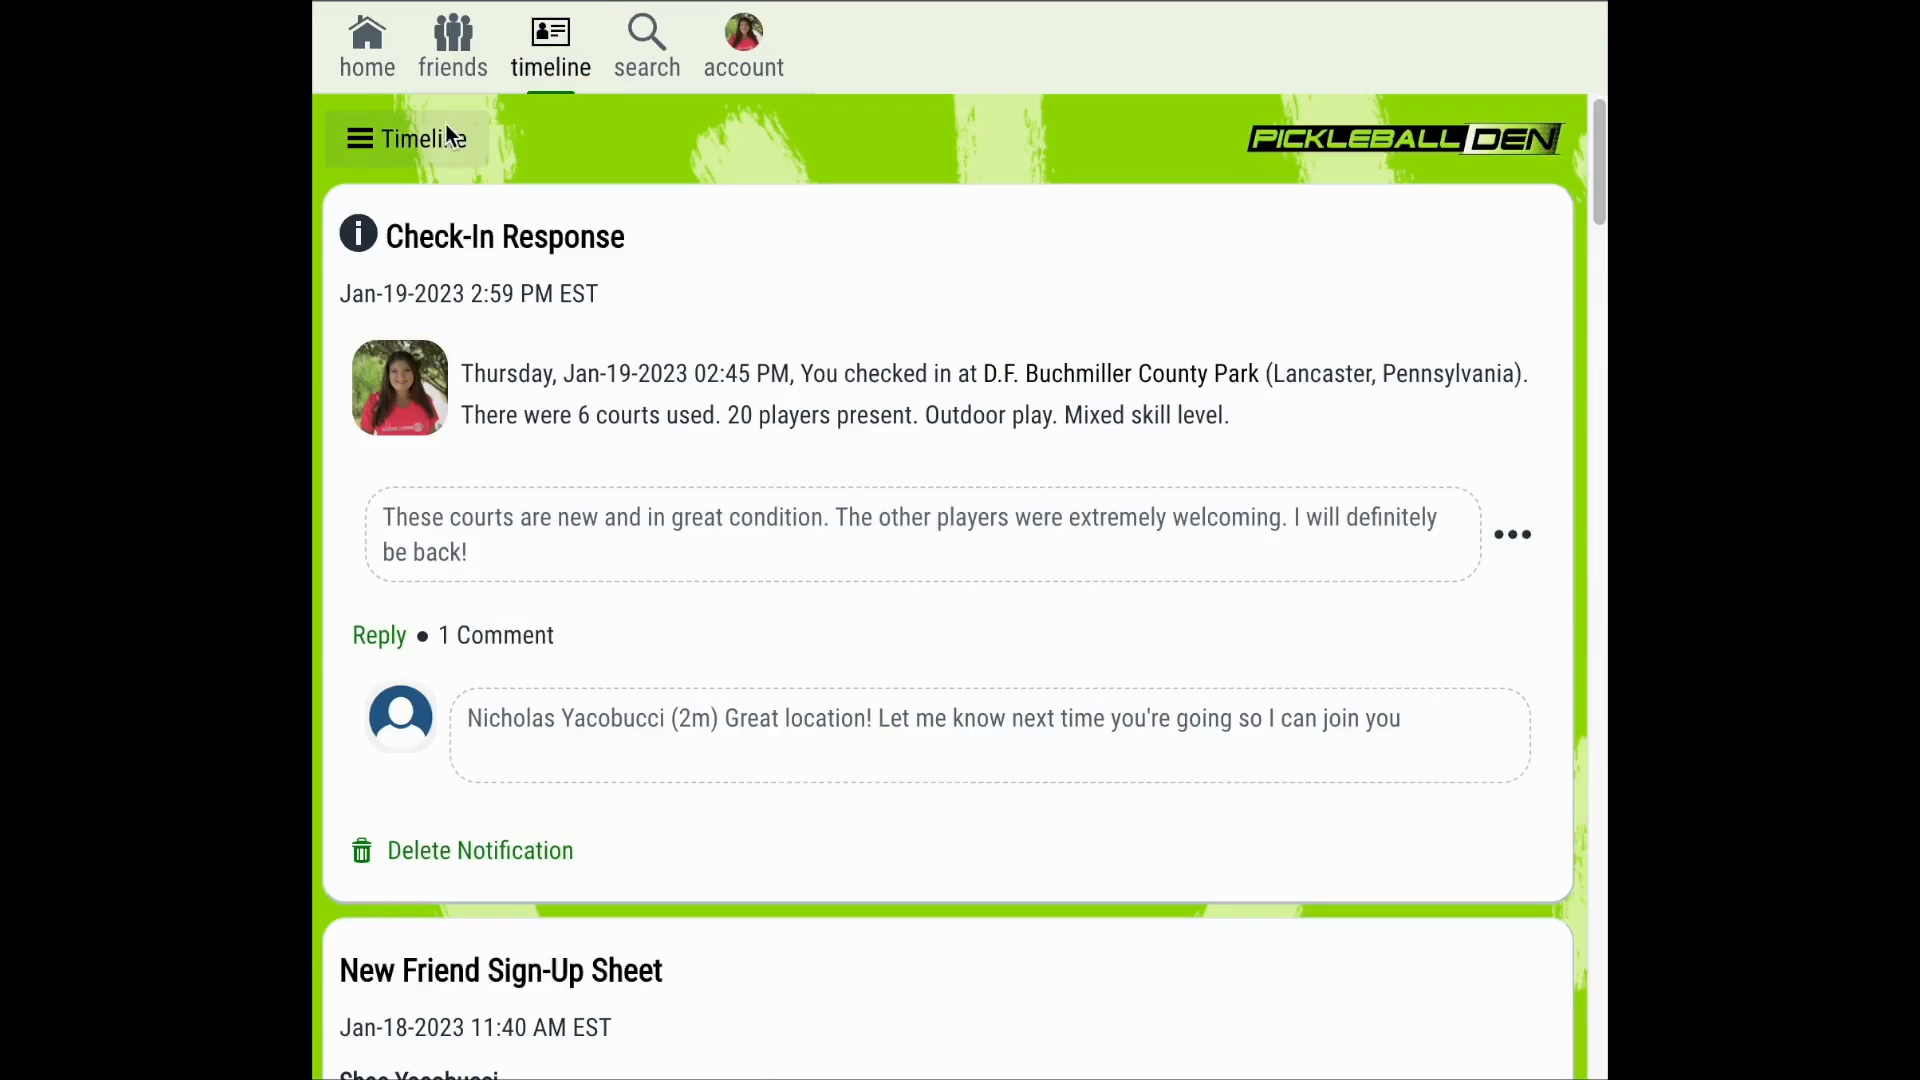 home friends timeline search account
Timeline
PICKLEBALL DEN
Check-In Response
Jan-19-2023 2:59 PM EST
Thursday, Jan-19-2023 02:45 PM, You checked in at D.F. Buchmiller County Park (Lancaster, Pennsylvania).
There were 6 courts used. 20 players present. Outdoor play. Mixed skill level.
These courts are new and in great condition. The other players were extremely welcoming. I will definitely
be back!
Reply • 1 Comment
Nicholas Yacobucci (2m) Great location! Let me know next time you're going so I can join you
Delete Notification
New Friend Sign-Up Sheet
Jan-18-2023 11:40 AM EST